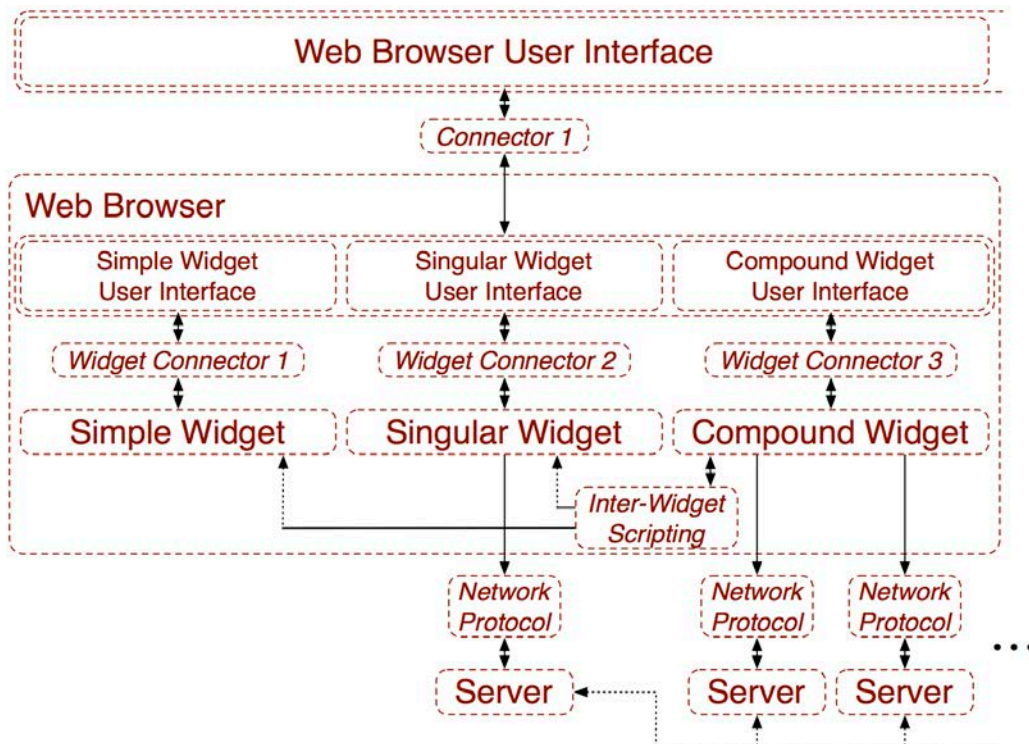 Web Browser User Interface
Connector 1
Web Browser
Simple Widget
User Interface
Singular Widget
User Interface
Compound Widget
User Interface
Widget Connector 1
Widget Connector 2
Widget Connector 3
Simple Widget
Singular Widget
Compound Widget
Inter-Widget
Scripting
Network
Protocol
Network
Protocol
Network
Protocol
...
Server
Server
Server